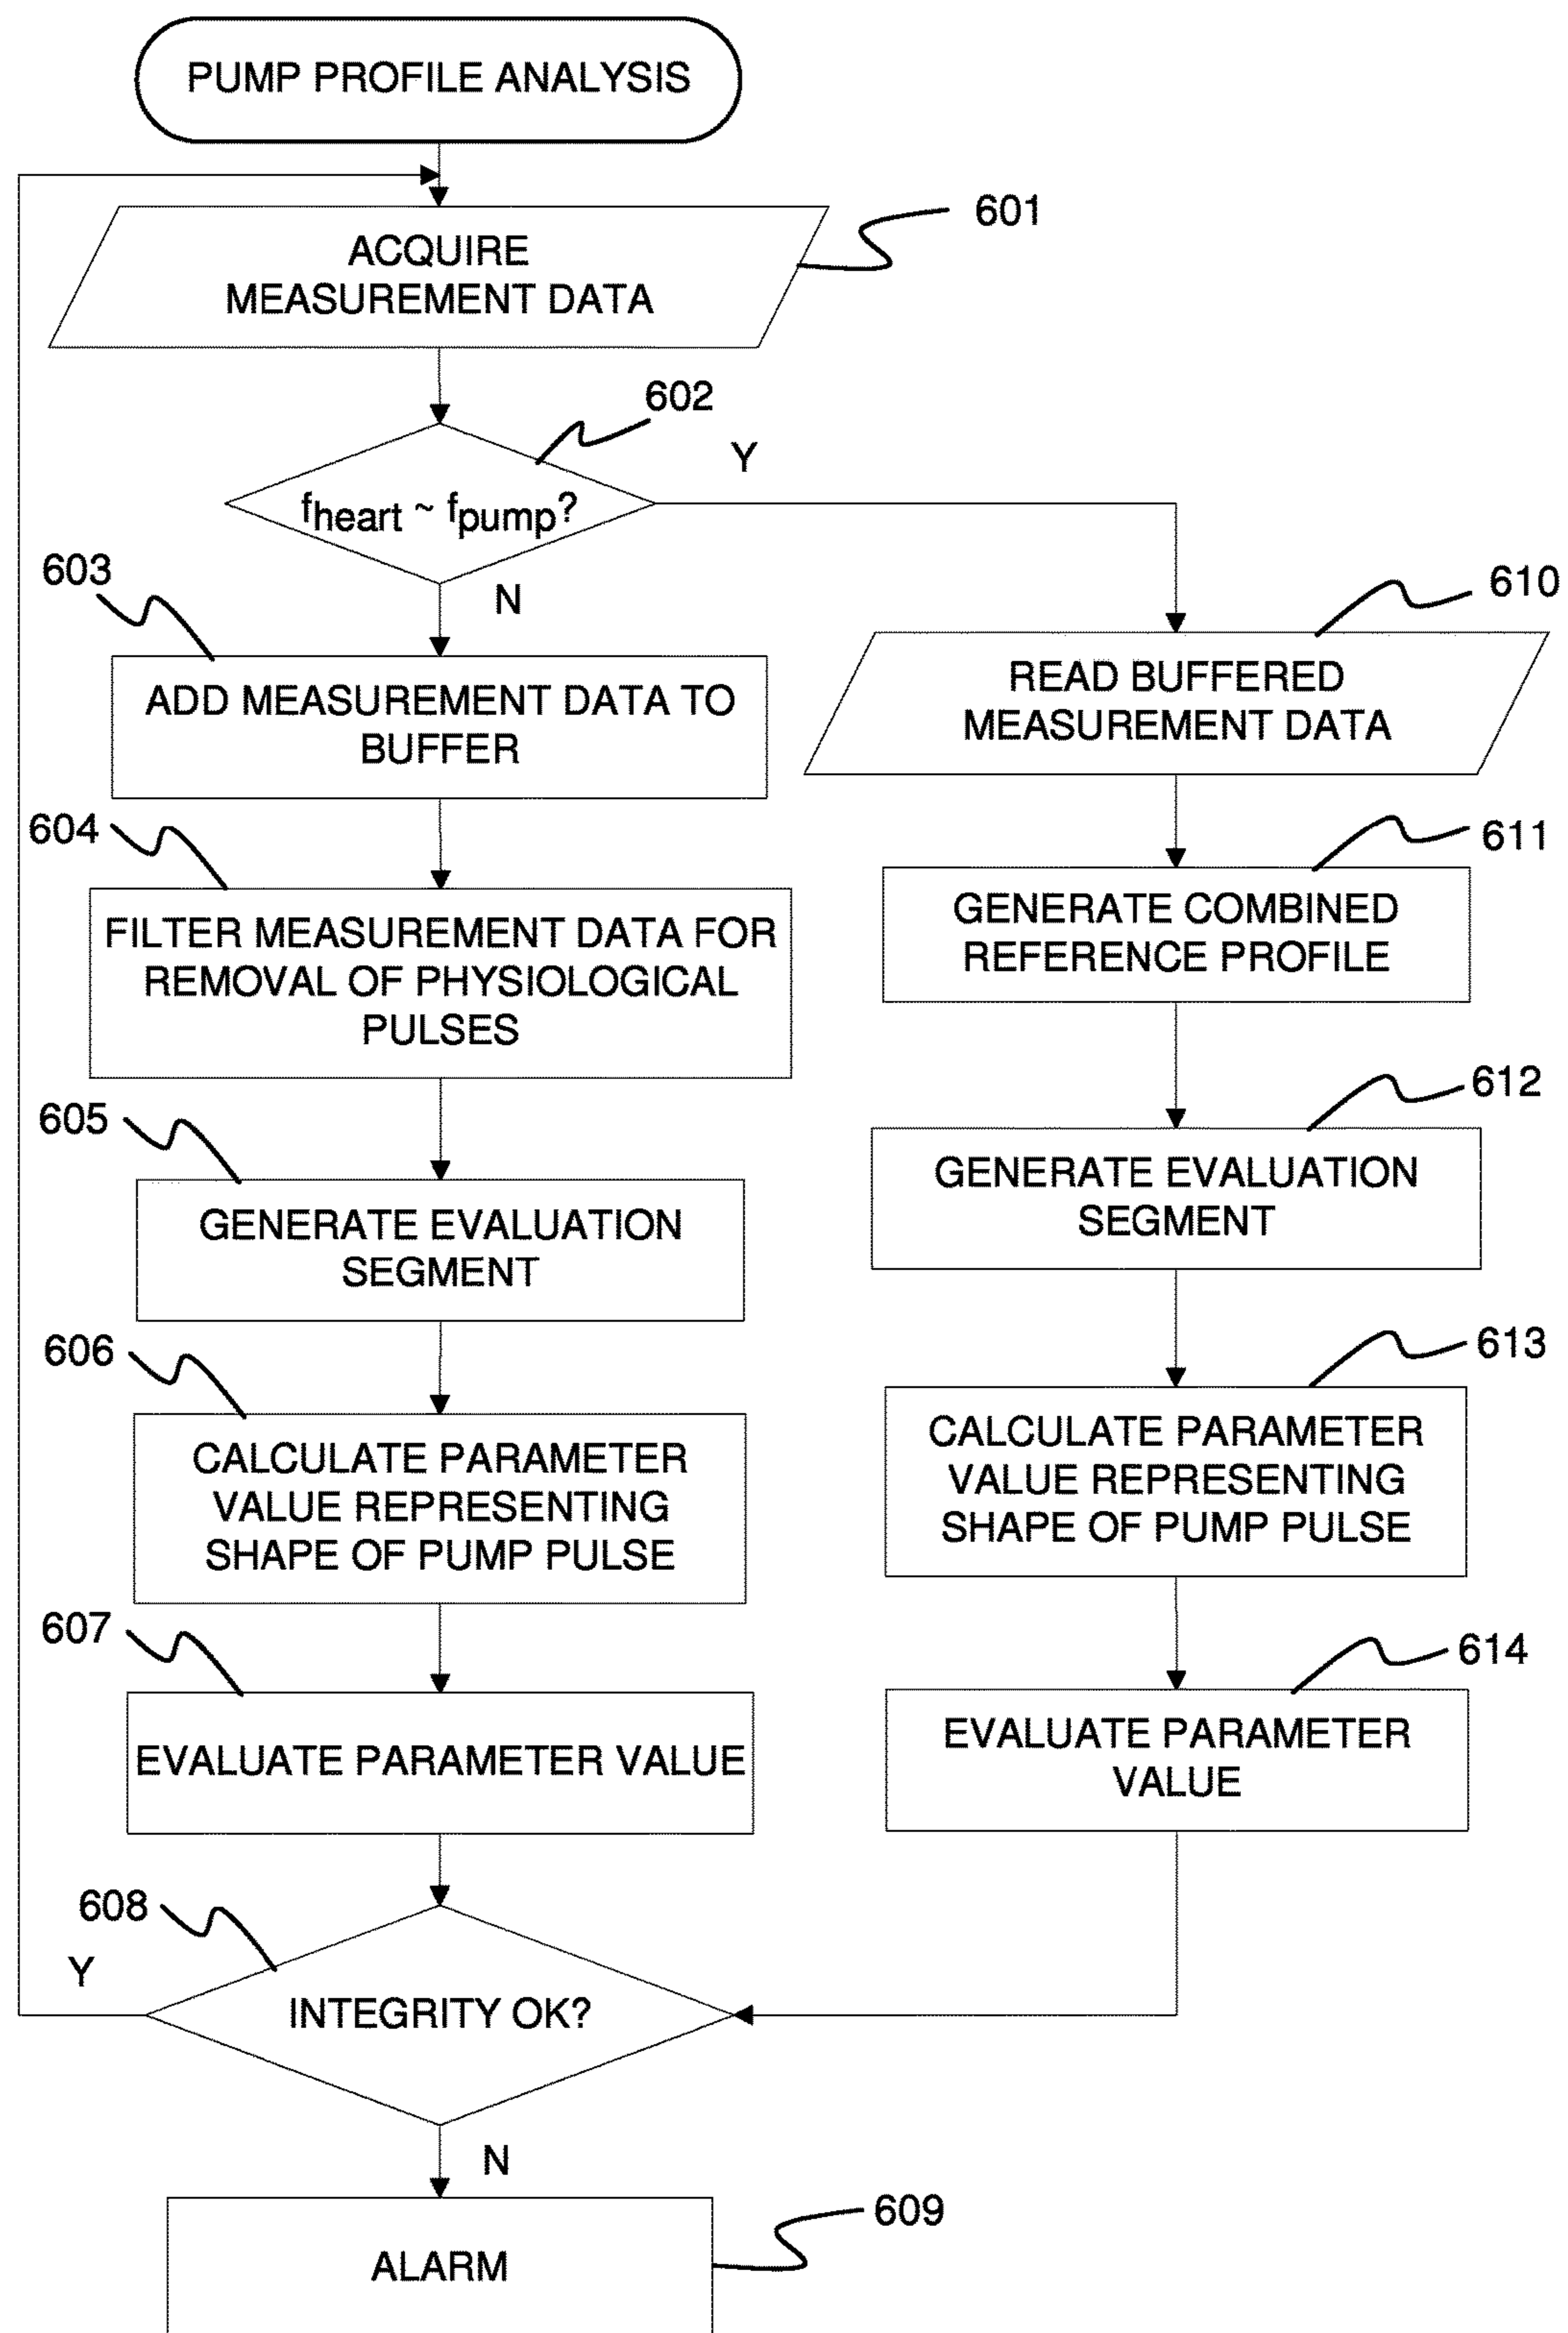 PUMP PROFILE ANALYSIS
601
ACQUIRE
MEASUREMENT DATA
602
Y
fheart ~ fpump?
N
603
ADD MEASUREMENT DATA TO
BUFFER
610
READ BUFFERED
MEASUREMENT DATA
604
FILTER MEASUREMENT DATA FOR
REMOVAL OF PHYSIOLOGICAL
PULSES
611
GENERATE COMBINED
REFERENCE PROFILE
605
GENERATE EVALUATION
SEGMENT
612
GENERATE EVALUATION
SEGMENT
606
CALCULATE PARAMETER
VALUE REPRESENTING
SHAPE OF PUMP PULSE
613
CALCULATE PARAMETER
VALUE REPRESENTING
SHAPE OF PUMP PULSE
607
EVALUATE PARAMETER VALUE
614
EVALUATE PARAMETER
VALUE
608
Y
INTEGRITY OK?
N
609
ALARM